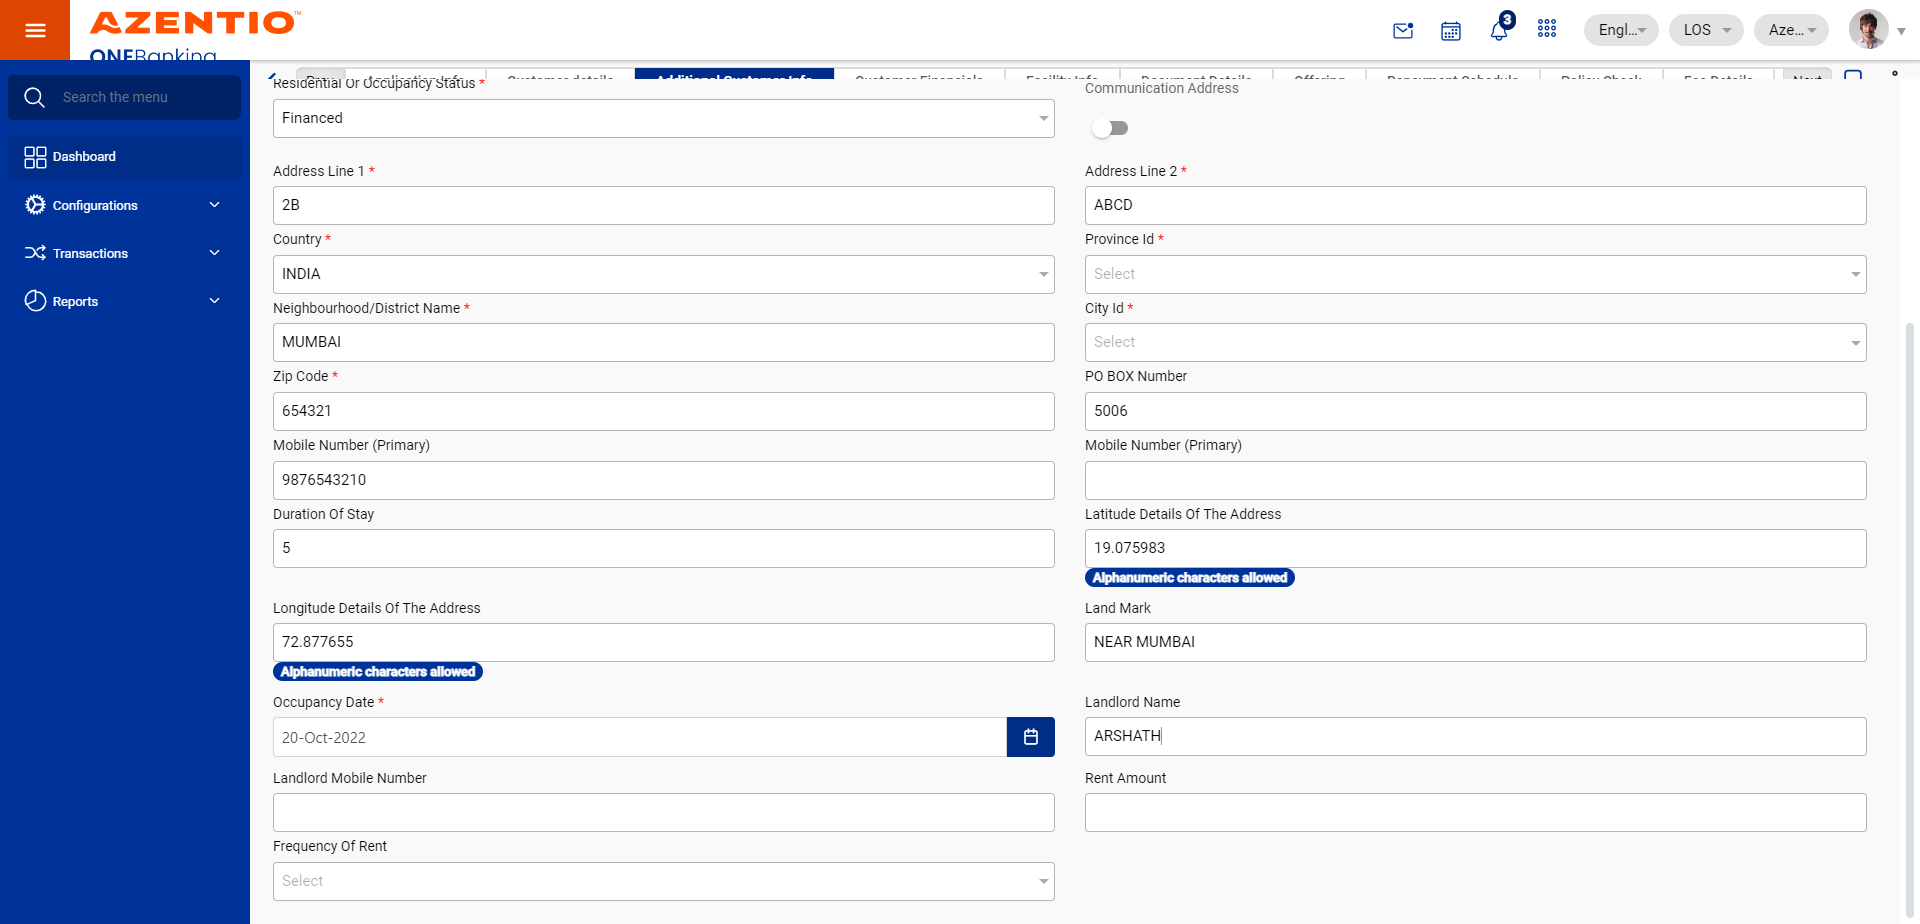 AZENTIO™
ONEBanking
3
Engl...
LOS
Aze...
Search the menu
Dashboard
Configurations
Transactions
Reports
Customer details
Additional Customer Info
Customer Financials
Facility Info
Document Details
Offering
Repayment Schedule
Policy Check
Fee Details
Next
Residential Or Occupancy Status *
Communication Address
Financed
Address Line 1 *
Address Line 2 *
2B
ABCD
Country *
Province Id *
INDIA
Select
Neighbourhood/District Name *
City Id *
MUMBAI
Select
Zip Code *
PO BOX Number
654321
5006
Mobile Number (Primary)
Mobile Number (Primary)
9876543210
Duration Of Stay
Latitude Details Of The Address
5
19.075983
Alphanumeric characters allowed
Longitude Details Of The Address
Land Mark
72.877655
NEAR MUMBAI
Alphanumeric characters allowed
Occupancy Date *
Landlord Name
20-Oct-2022
ARSHATH
Landlord Mobile Number
Rent Amount
Frequency Of Rent
Select